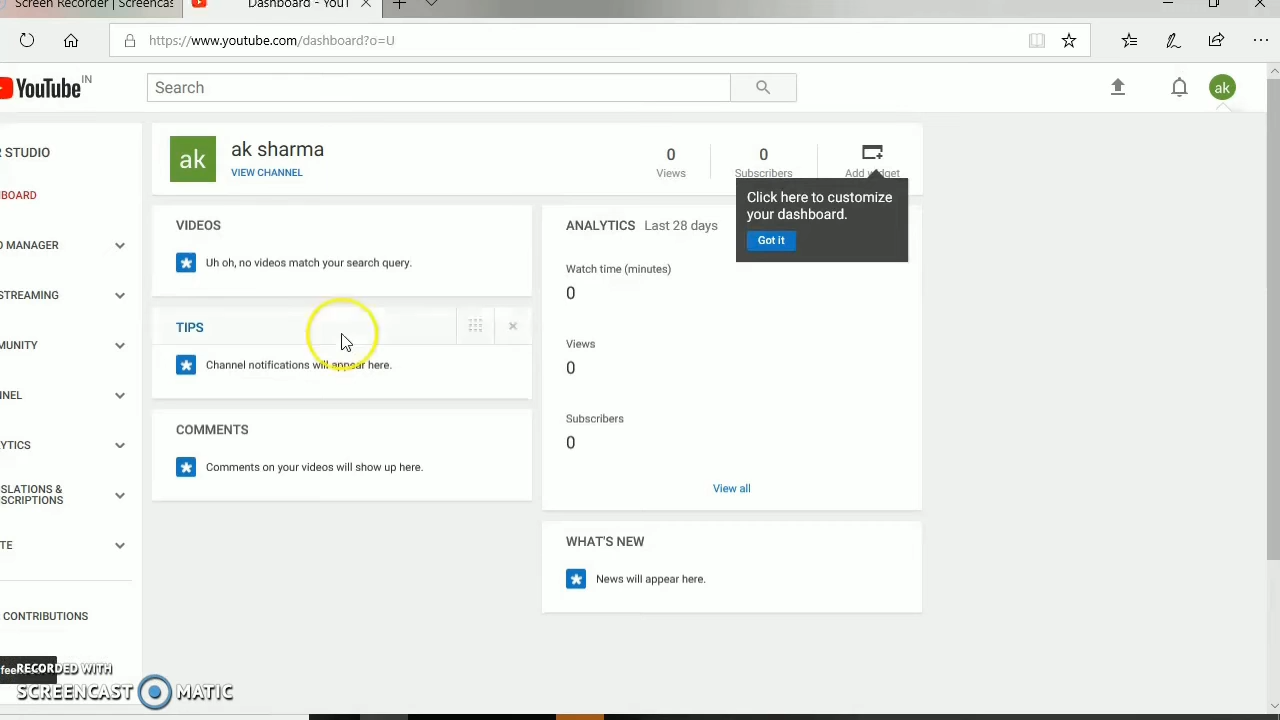 Screen Recorder | Screencast
Dashboard - YouT
https://www.youtube.com/dashboard?o=U
YouTube IN
Search
ak
R STUDIO
ak
ak sharma
VIEW CHANNEL
0
Views
0
Subscribers
Add widget
Click here to customize
your dashboard.
Got it
BOARD
O MANAGER
STREAMING
MUNITY
NEL
YTICS
SLATIONS &
SCRIPTIONS
TE
CONTRIBUTIONS
VIDEOS
Uh oh, no videos match your search query.
TIPS
Channel notifications will appear here.
COMMENTS
Comments on your videos will show up here.
ANALYTICS Last 28 days
Watch time (minutes)
0
Views
0
Subscribers
0
View all
WHAT'S NEW
News will appear here.
RECORDED WITH
SCREENCAST MATIC